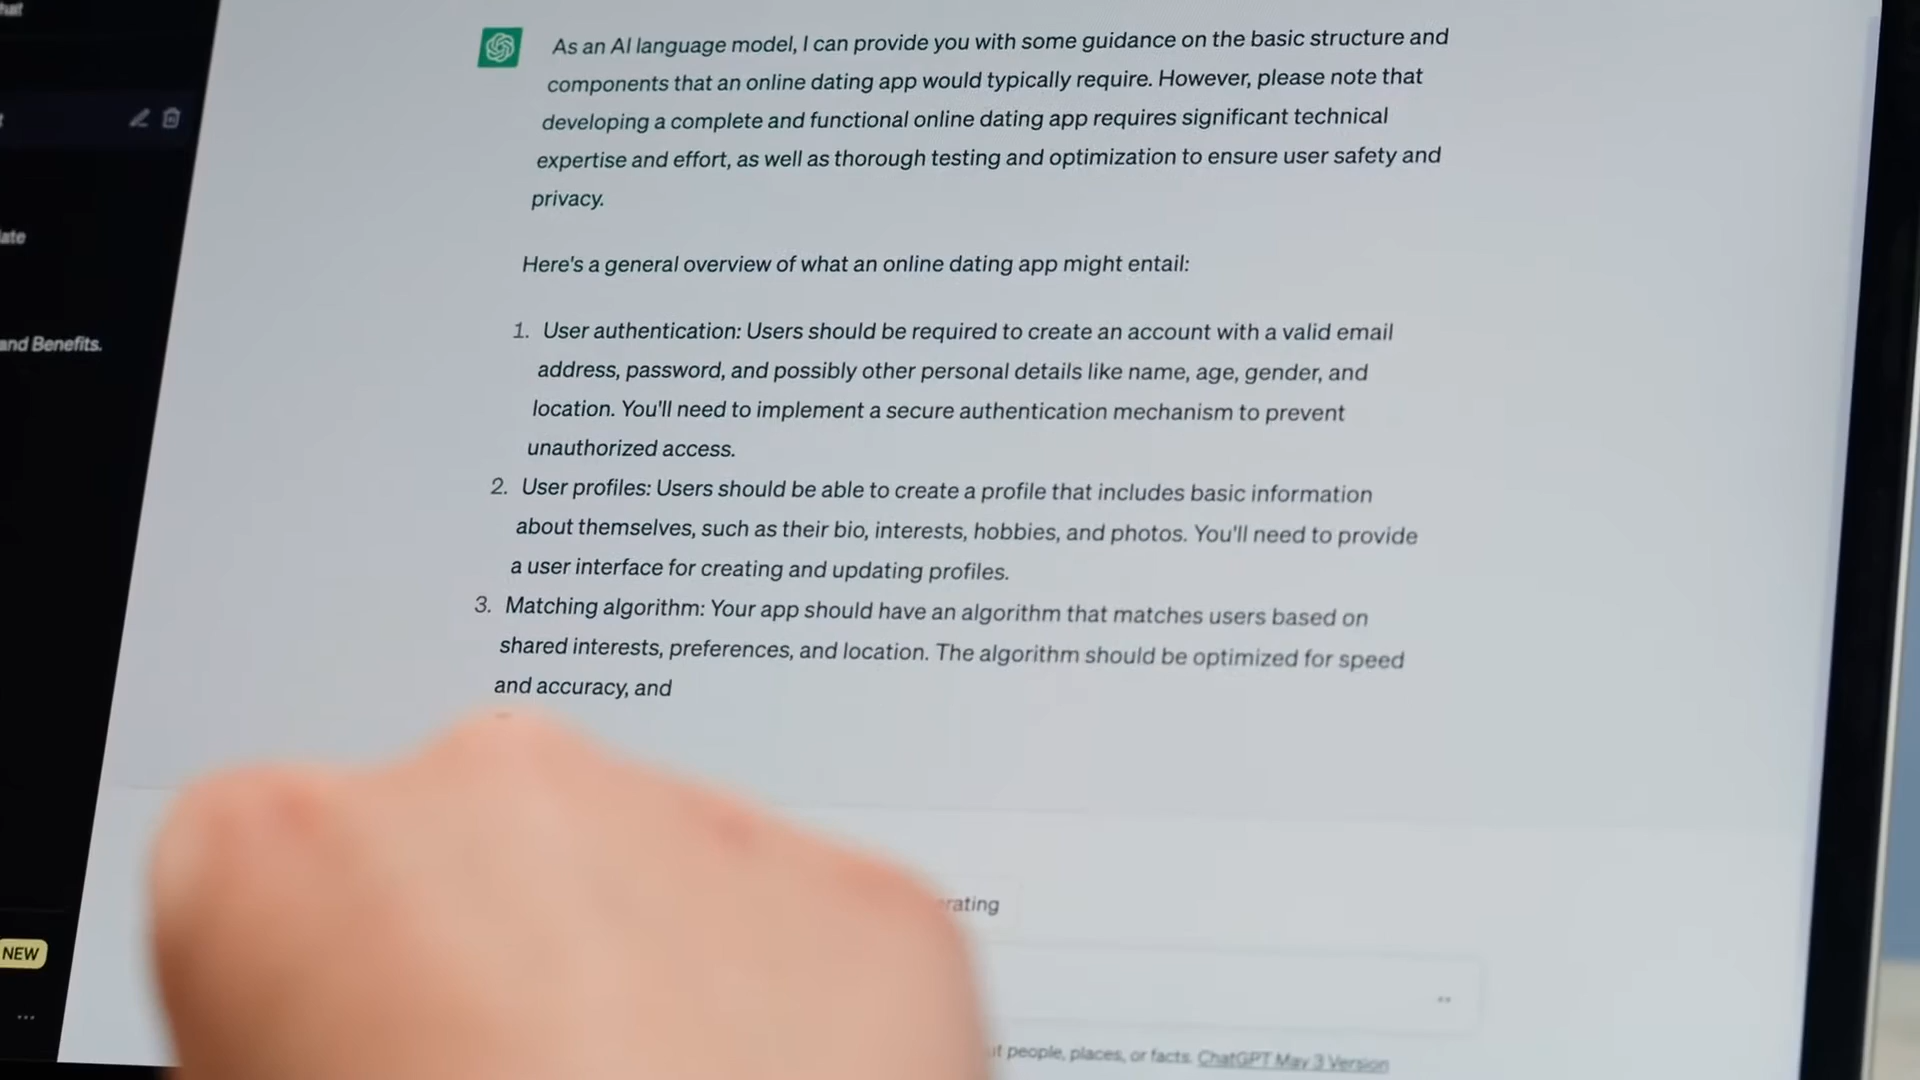 As an AI language model, I can provide you with some guidance on the basic structure and
components that an online dating app would typically require. However, please note that
developing a complete and functional online dating app requires significant technical
expertise and effort, as well as thorough testing and optimization to ensure user safety and
privacy.
Here's a general overview of what an online dating app might entail:
1. User authentication: Users should be required to create an account with a valid email
address, password, and possibly other personal details like name, age, gender, and
location. You'll need to implement a secure authentication mechanism to prevent
unauthorized access.
2. User profiles: Users should be able to create a profile that includes basic information
about themselves, such as their bio, interests, hobbies, and photos. You'll need to provide
a user interface for creating and updating profiles.
3. Matching algorithm: Your app should have an algorithm that matches users based on
shared interests, preferences, and location. The algorithm should be optimized for speed
and accuracy, and
and Benefits.
NEW
people, places, or facts. ChatGPT May 3 Version